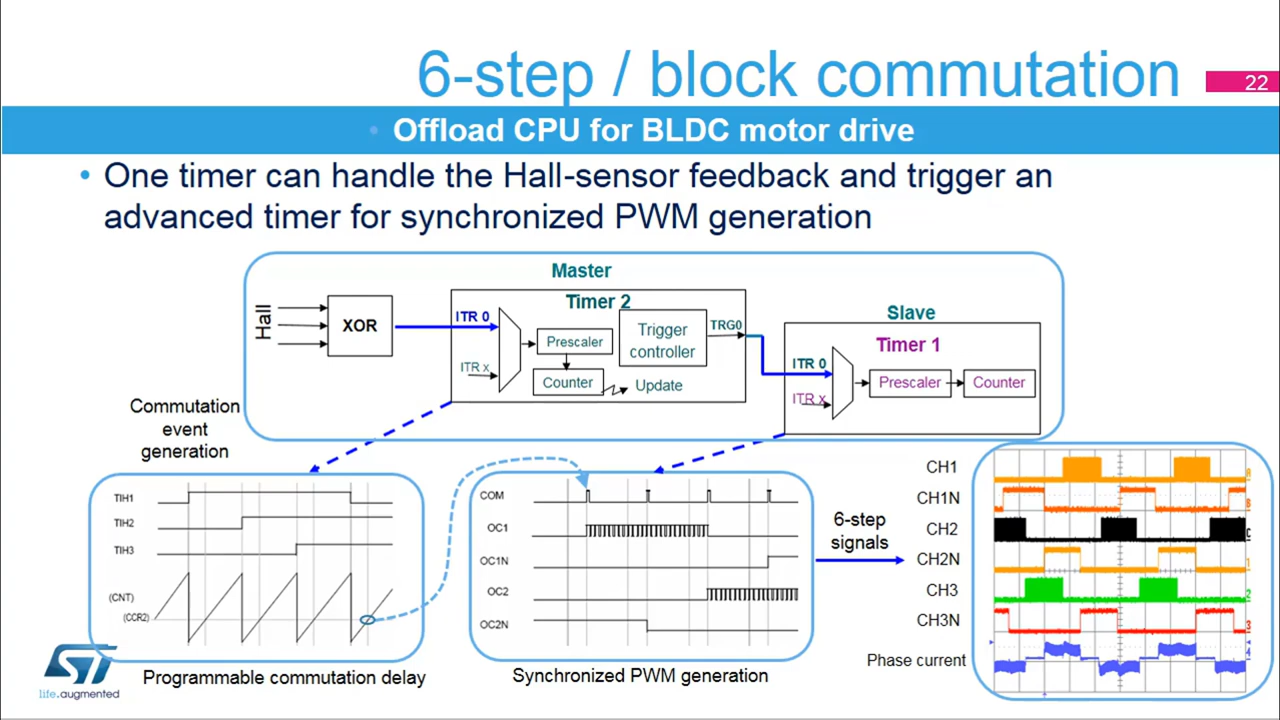 6-step / block commutation
22
• Offload CPU for BLDC motor drive
• One timer can handle the Hall-sensor feedback and trigger an
advanced timer for synchronized PWM generation
Master
Hall
XOR
ITR 0
Timer 2
Trigger
controller
TRG0
Prescaler
ITR x
Counter
Update
Slave
Timer 1
ITR 0
ITR x
Prescaler
Counter
Commutation
event
generation
TIH1
TIH2
TIH3
(CNT)
(CCR2)
Programmable commutation delay
COM
OC1
OC1N
OC2
OC2N
Synchronized PWM generation
6-step
signals
CH1
CH1N
CH2
CH2N
CH3
CH3N
Phase current
ST
life.augmented